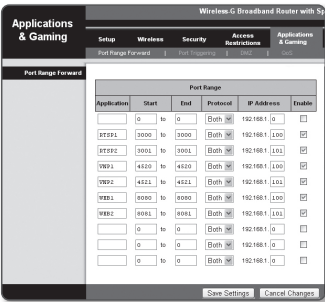 Wireless-G Broadband Router with Sp
Applications & Gaming
Setup Wireless Security Access Restrictions Applications & Gaming
Port Range Forward | Port Triggering | DMZ | QoS
Port Range Forward
Port Range
Application Start End Protocol IP Address Enable
0 to 0 Both 192.168.1. 0
RTSP1 3000 to 3000 Both 192.168.1. 100
RTSP2 3001 to 3001 Both 192.168.1. 101
VNP1 4520 to 4520 Both 192.168.1. 100
VNP2 4521 to 4521 Both 192.168.1. 101
WEB1 8080 to 8080 Both 192.168.1. 100
WEB2 8081 to 8081 Both 192.168.1. 101
0 to 0 Both 192.168.1. 0
0 to 0 Both 192.168.1. 0
0 to 0 Both 192.168.1. 0
Save Settings Cancel Changes